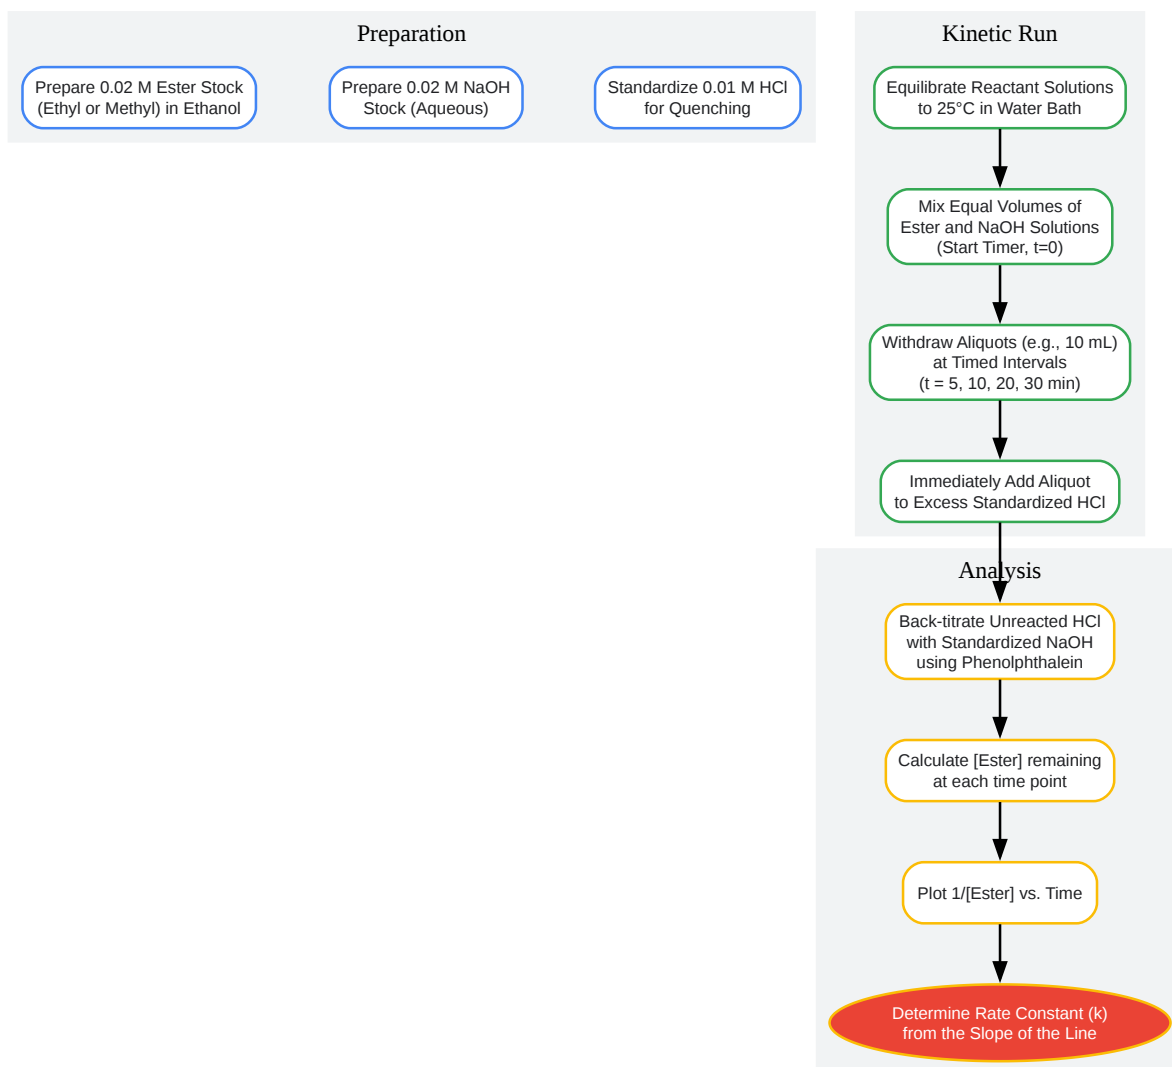 Preparation
Prepare 0.02 M Ester Stock
(Ethyl or Methyl) in Ethanol
Prepare 0.02 M NaOH
Stock (Aqueous)
Standardize 0.01 M HCl
for Quenching
Kinetic Run
Equilibrate Reactant Solutions
to 25°C in Water Bath
Mix Equal Volumes of
Ester and NaOH Solutions
(Start Timer, t=0)
Withdraw Aliquots (e.g., 10 mL)
at Timed Intervals
(t = 5, 10, 20, 30 min)
Immediately Add Aliquot
to Excess Standardized HCl
Analysis
Back-titrate Unreacted HCl
with Standardized NaOH
using Phenolphthalein
Calculate [Ester] remaining
at each time point
Plot 1/[Ester] vs. Time
Determine Rate Constant (k)
from the Slope of the Line